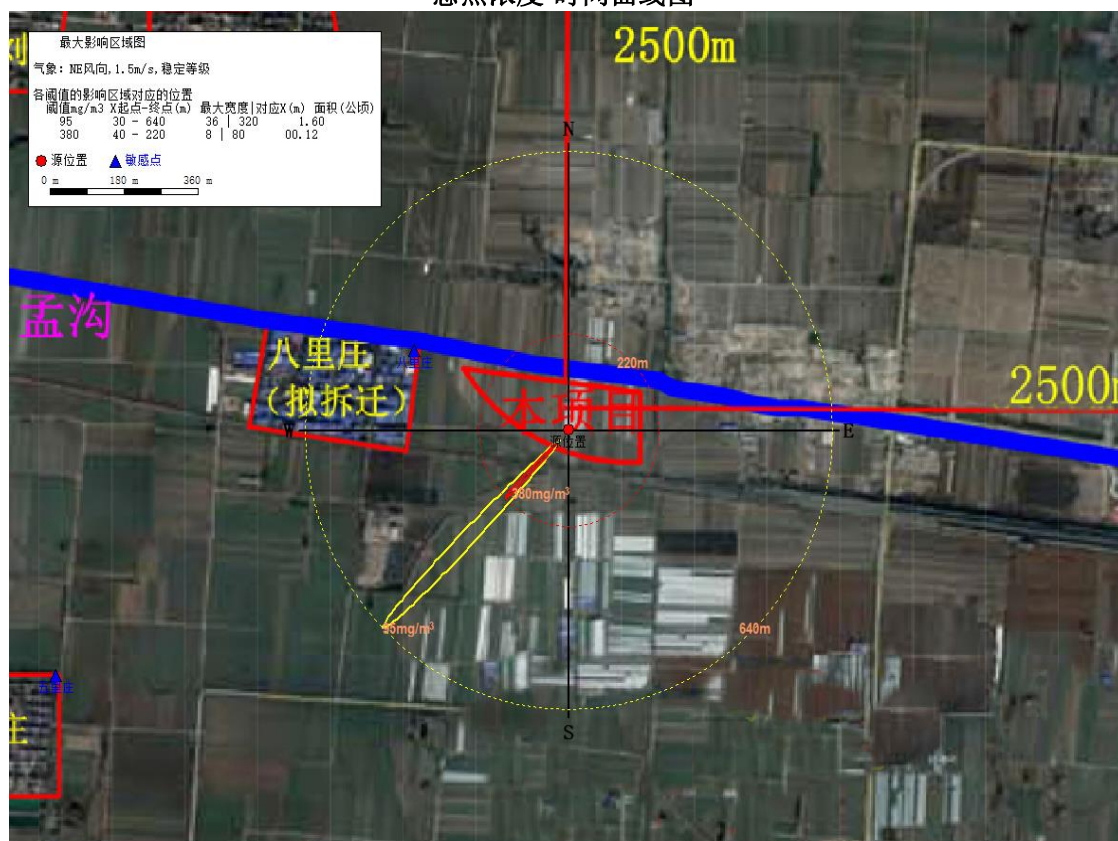 最大影响区域图
气象: NE风向,1.5m/s,稳定等级
各阈值的影响区域对应的位置
阈值mg/m3 X起点-终点(m) 最大宽度|对应X(m) 面积(公顷)
95 30 - 640 36 | 320 1.60
380 40 - 220 8 | 80 00.12
源位置 敏感点
0 m 180 m 360 m
2500m
N
孟沟
八里庄
(拟拆迁)
220m
本项目
2500m
W
E
源位置
380mg/m³
95mg/m³
640m
庄
S